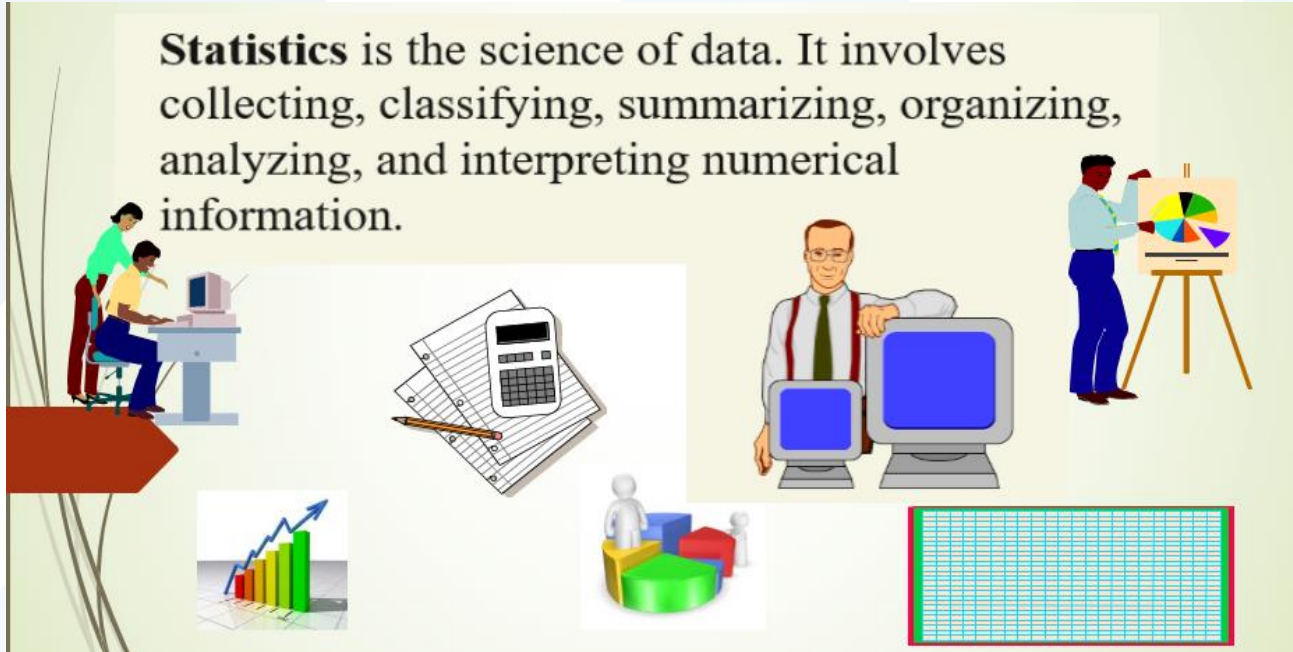 Statistics is the science of data. It involves
collecting, classifying, summarizing, organizing,
analyzing, and interpreting numerical
information.